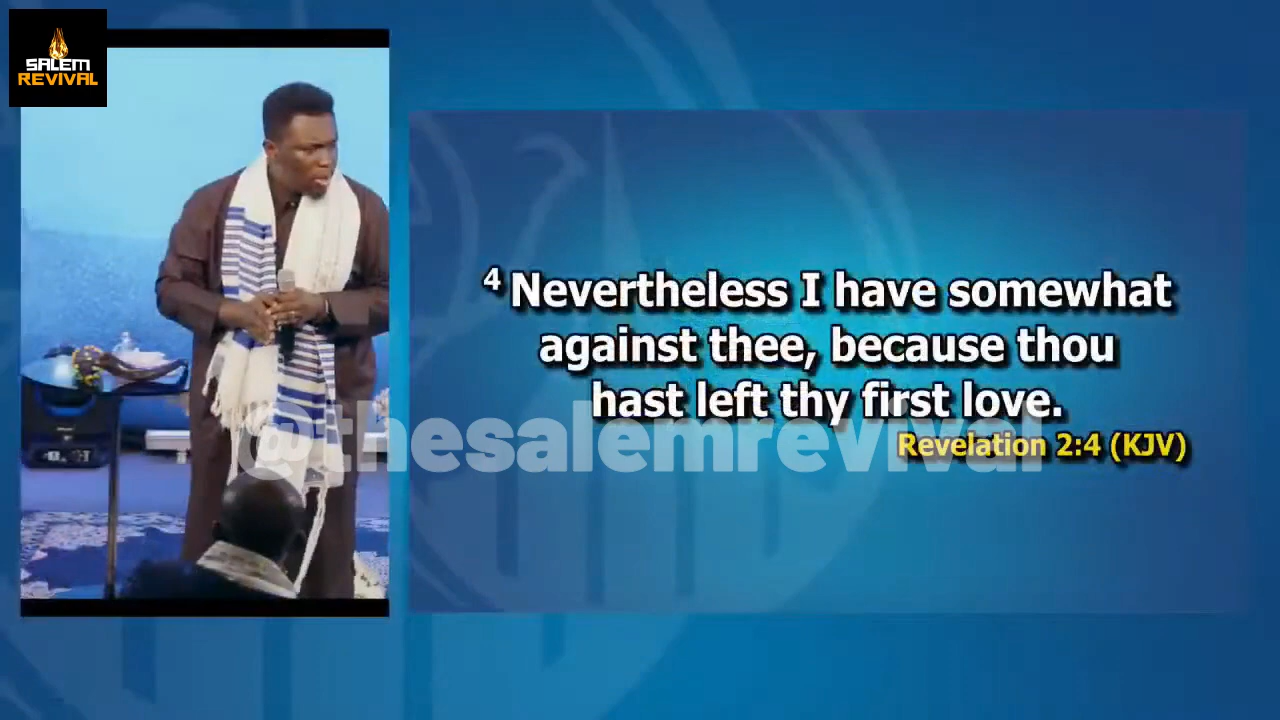 SALEM
REVIVAL
4 Nevertheless I have somewhat
against thee, because thou
hast left thy first love.
@thesalemrevival
Revelation 2:4 (KJV)